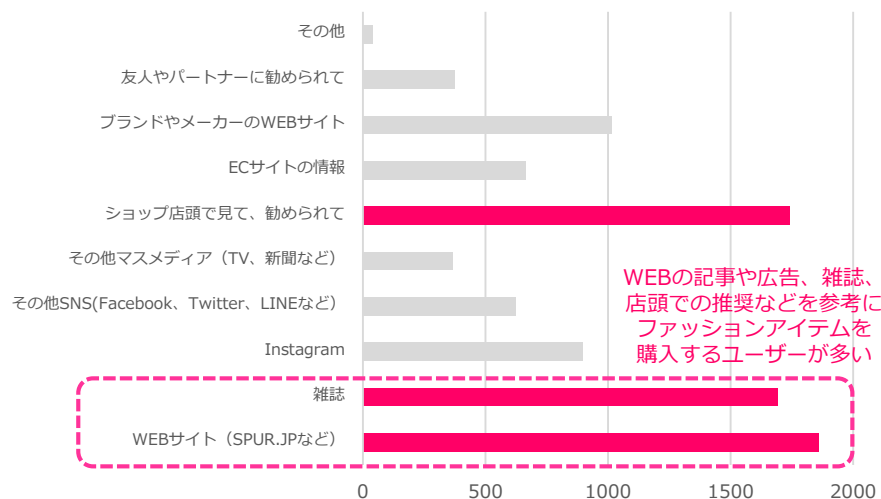 その他
友人やパートナーに勧められて
ブランドやメーカーのWEBサイト
ECサイトの情報
ショップ店頭で見て、勧められて
その他マスメディア（TV、新聞など）
その他SNS(Facebook、Twitter、LINEなど）
Instagram
雑誌
WEBサイト（SPUR.JPなど）
WEBの記事や広告、雑誌、
店頭での推奨などを参考に
ファッションアイテムを
購入するユーザーが多い
0 500 1000 1500 2000